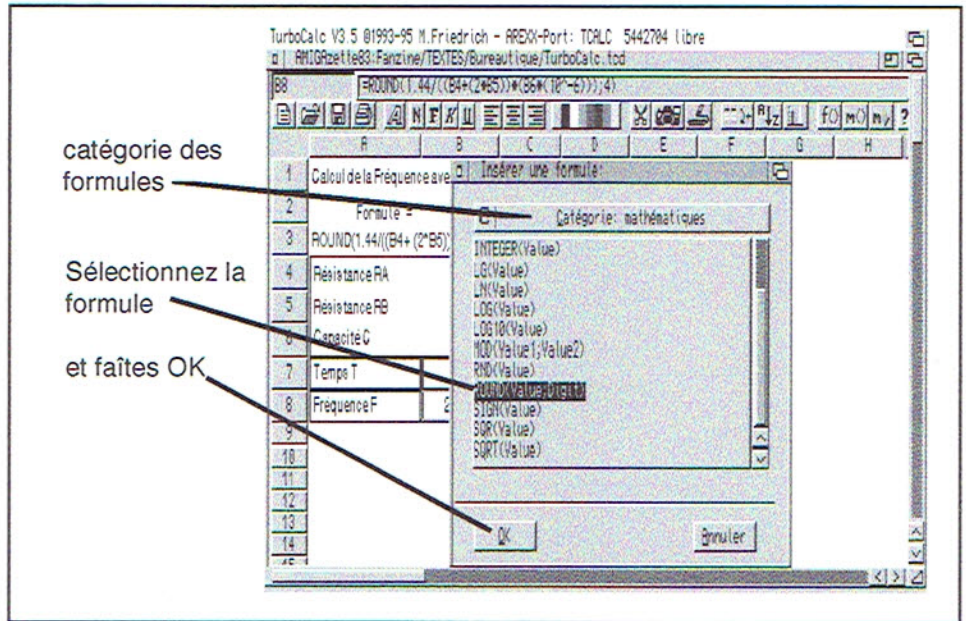 TurboCalc V3.5 ©1993-95 M.Friedrich - AREXX-Port: TCALC 5442704 libre
AMIGAzette83:Fanzine/TEXTES/Bureautique/TurboCalc.tcd
B8 =ROUND(1.44/((B4+(2*B5))*(B6*(10^-6)));4)
A N F K U
A B C D E F G H
catégorie des
formules
Sélectionnez la
formule
et faîtes OK
1 Calcul de la Fréquence ave
2 Formule =
3 ROUND(1.44/((B4+ (2*B5))
4 Résistance RA
5 Résistance RB
6 Capacité C
7 Temps T
8 Fréquence F 2
9
10
11
12
13
14
15
Insérer une formule:
Catégorie: mathématiques
INTEGER(Value)
LG(Value)
LN(Value)
LOG(Value)
LOG10(Value)
MOD(Value1;Value2)
RND(Value)
ROUND(Value;Digit)
SIGN(Value)
SQR(Value)
SQRT(Value)
OK
Annuler